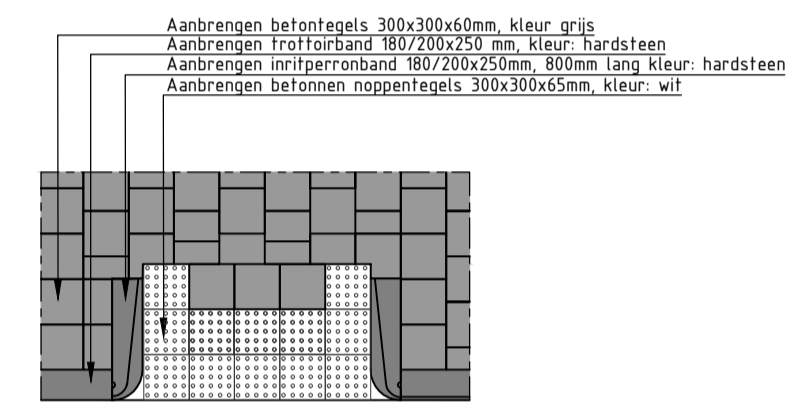 Aanbrengen betontegels 300x300x60mm, kleur grijs
Aanbrengen trottoirband 180/200x250 mm, kleur: hardsteen
Aanbrengen inritperronband 180/200x250mm, 800mm lang kleur: hardsteen
Aanbrengen betonnen noppentegels 300x300x65mm, kleur: wit